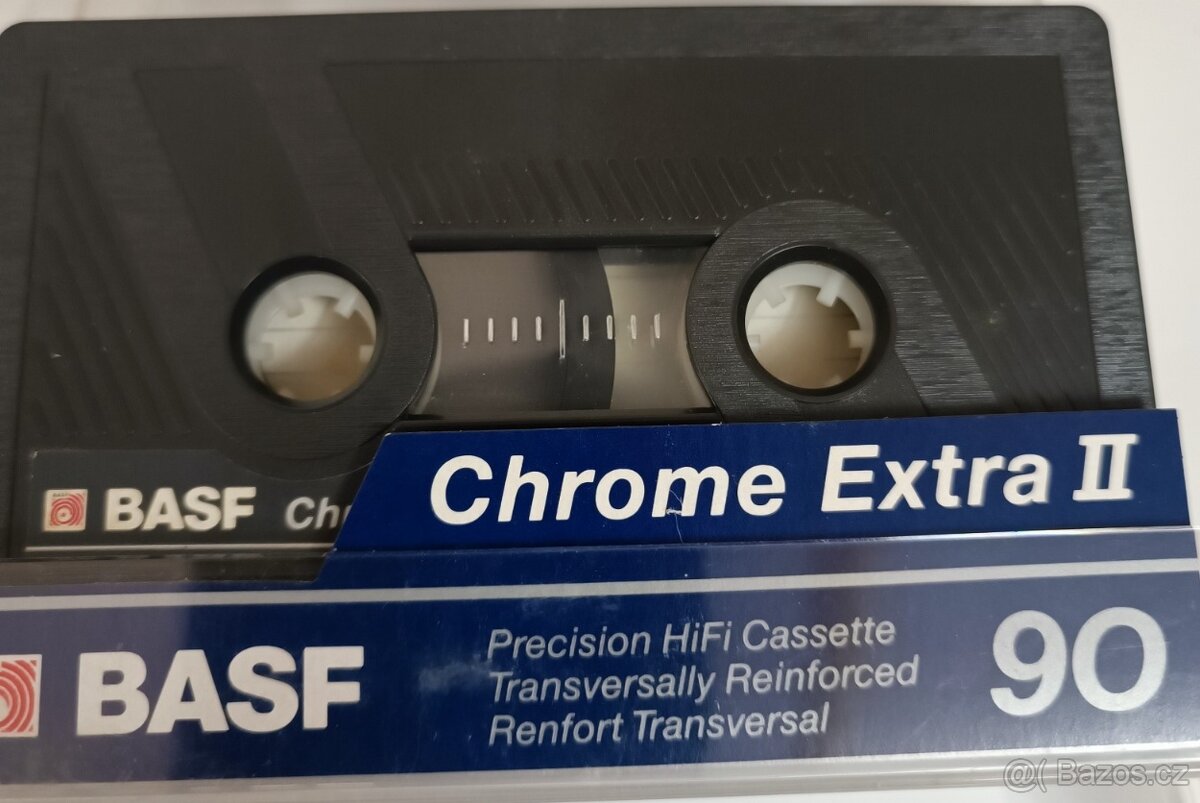 BASF Ch
Chrome Extra II
BASF
Precision HiFi Cassette
Transversally Reinforced
Renfort Transversal
90
@( Bazos.cz